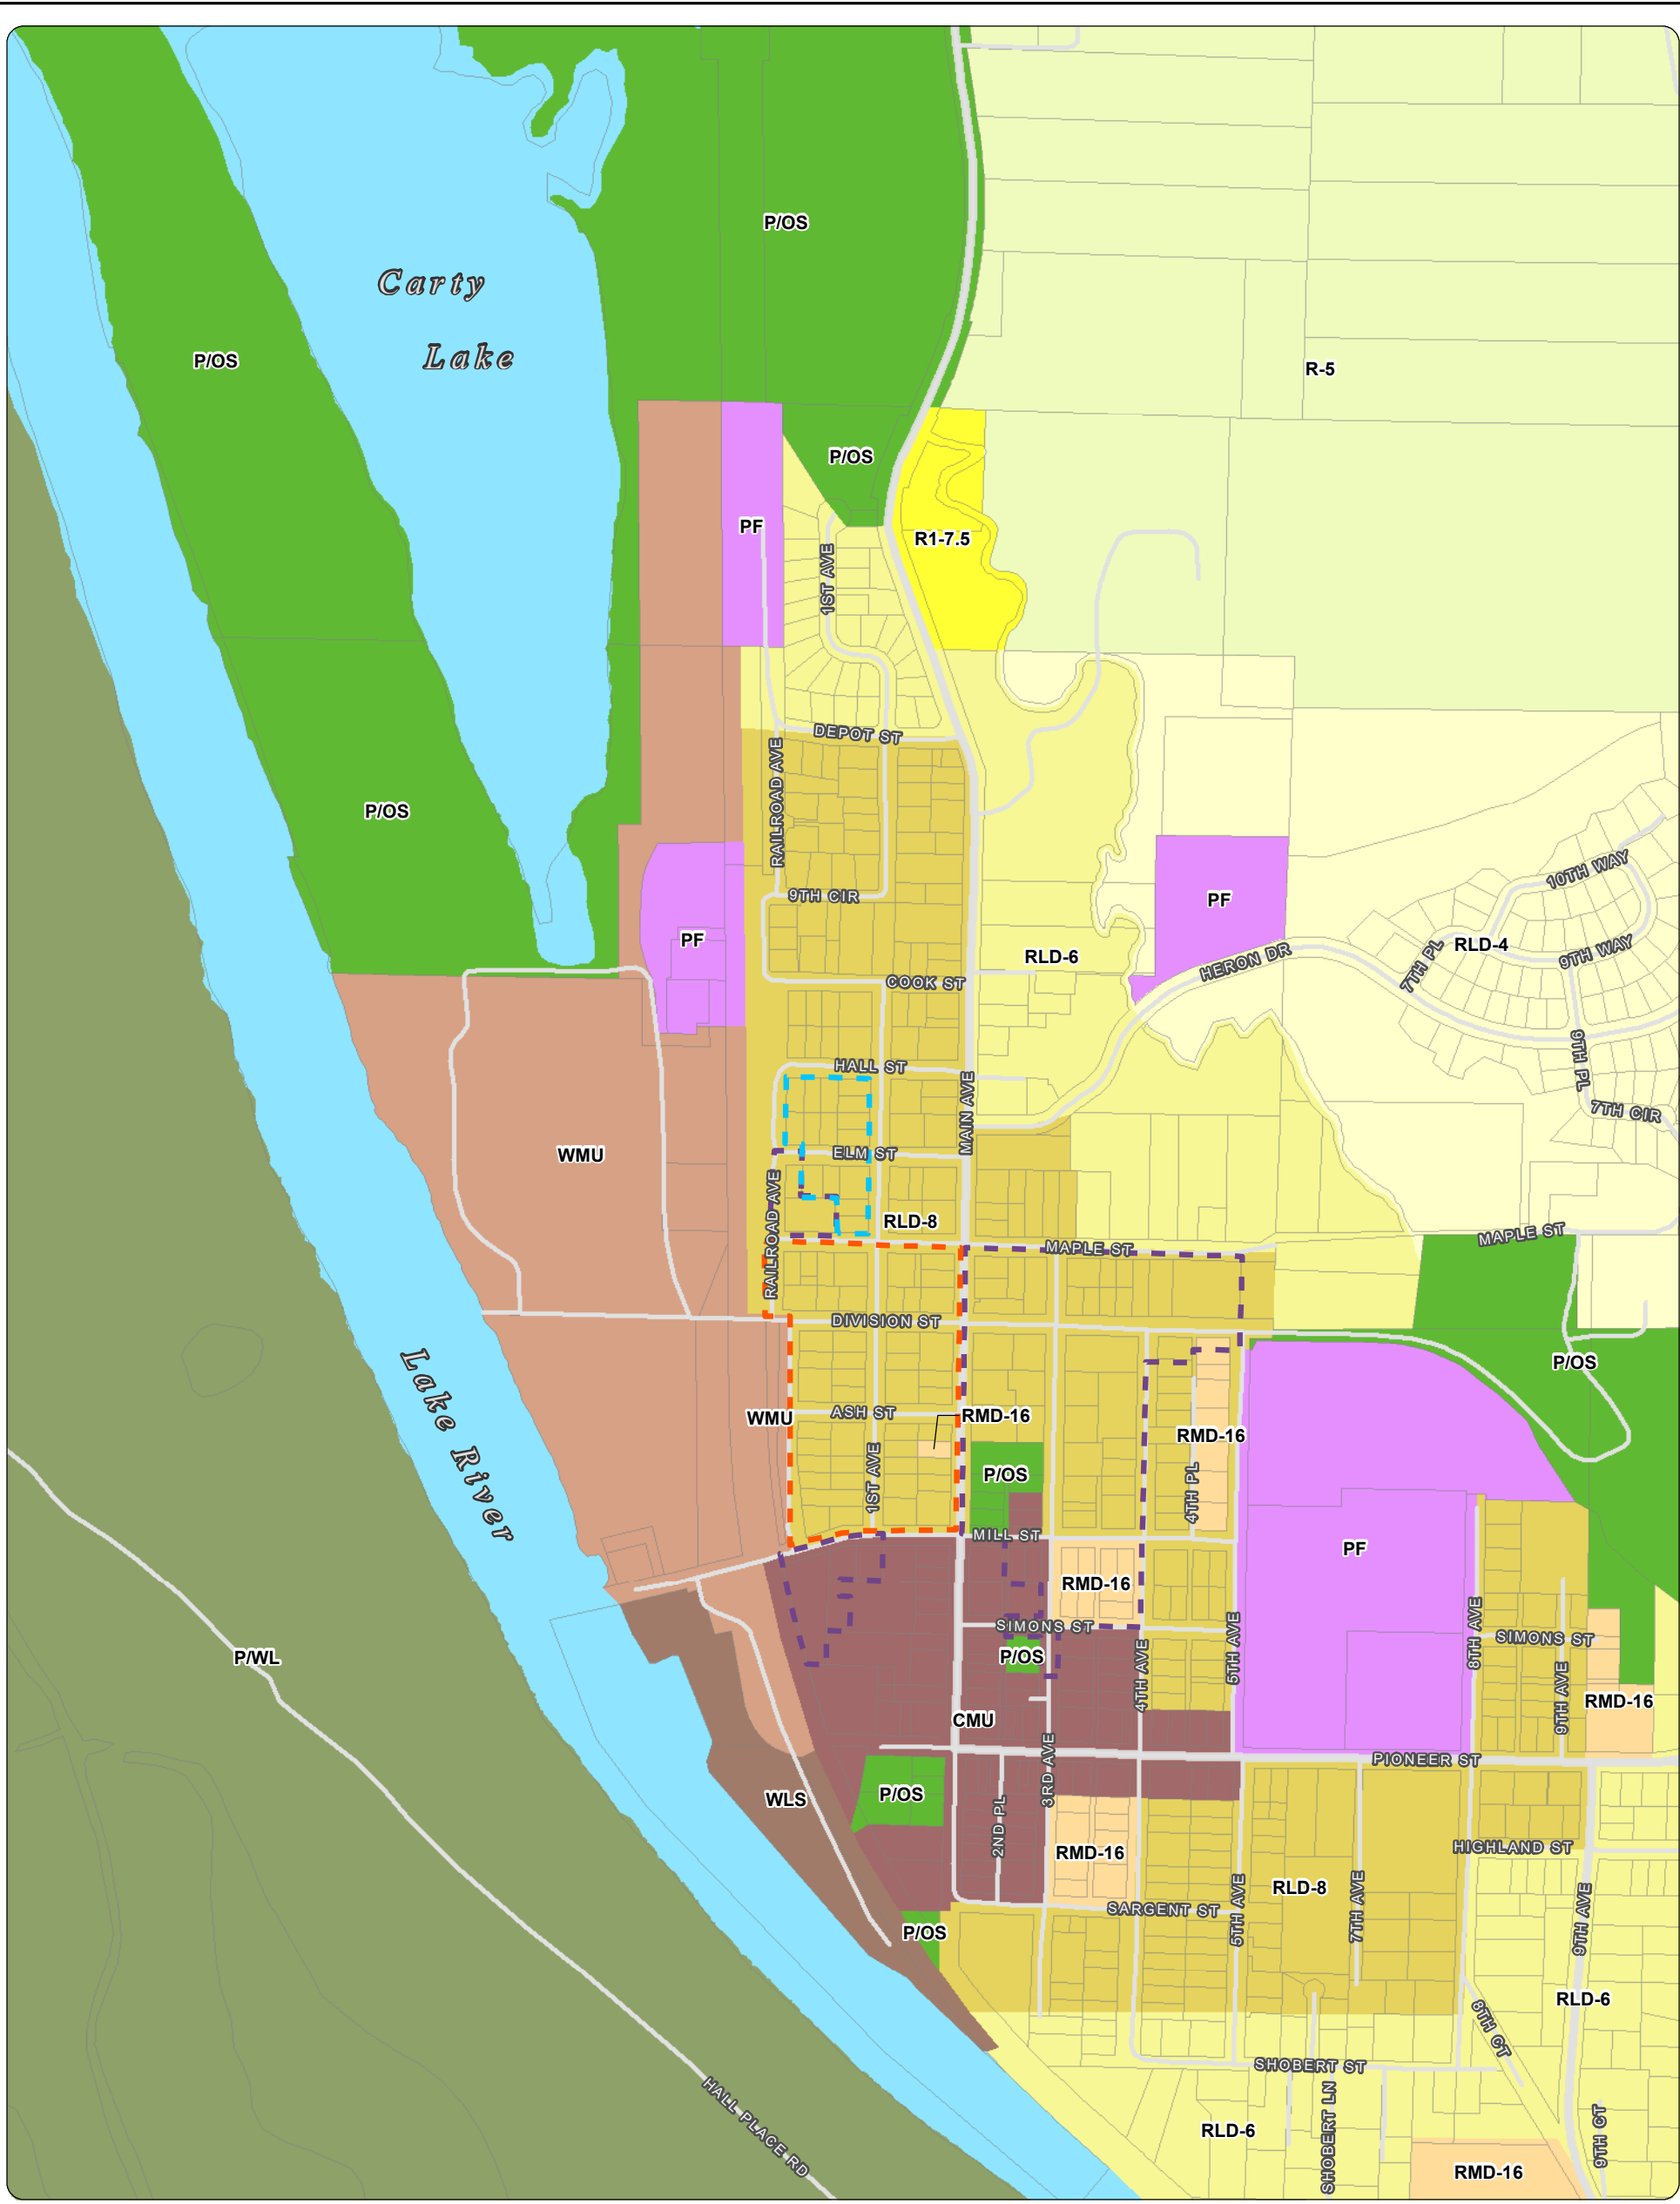 P/OS
Carty
Lake
P/OS
R-5
P/OS
PF
R1-7.5
1ST AVE
DEPOT ST
RAILROAD AVE
P/OS
9TH CIR
10TH WAY
PF
PF
RLD-4
7TH PL
9TH WAY
RLD-6
HERON DR
COOK ST
HALL ST
9TH PL
MAIN AVE
7TH CIR
WMU
ELM ST
RAILROAD AVE
RLD-8
MAPLE ST
MAPLE ST
DIVISION ST
P/OS
Lake River
ASH ST
WMU
RMD-16
RMD-16
1ST AVE
P/OS
4TH PL
MILL ST
PF
RMD-16
SIMONS ST
5TH AVE
8TH AVE
SIMONS ST
P/WL
P/OS
4TH AVE
9TH AVE
RMD-16
CMU
3RD AVE
PIONEER ST
WLS
P/OS
2ND PL
RMD-16
HIGHLAND ST
RLD-8
5TH AVE
7TH AVE
9TH AVE
SARGENT ST
P/OS
RLD-6
8TH CT
SHOBERT ST
HALL PLACE RD
RLD-6
SHOBERT LN
9TH CT
RMD-16